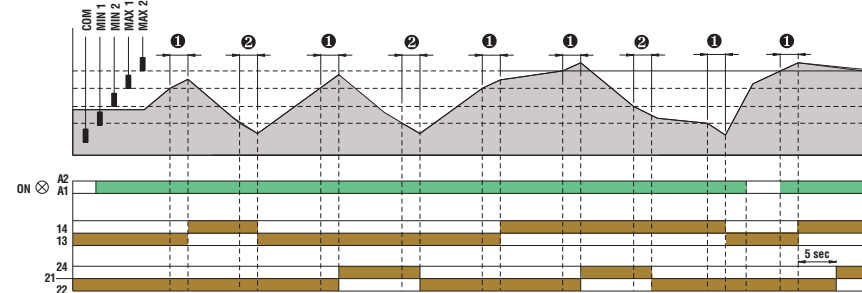 COM
MIN 1
MIN 2
MAX 1
MAX 2
❶ ❷ ❶ ❷ ❶ ❶ ❷ ❶ ❶
ON A2
A1
14
13
5 sec
24
21
22